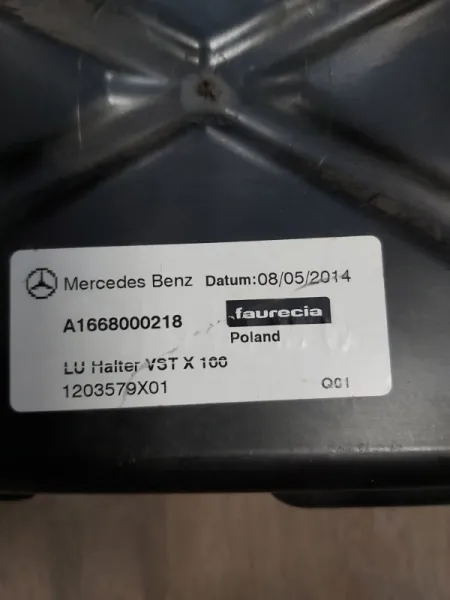 Mercedes Benz Datum:08/05/2014
A1668000218 faurecia
Poland
LU Halter VST X 166
1203579X01 Q01